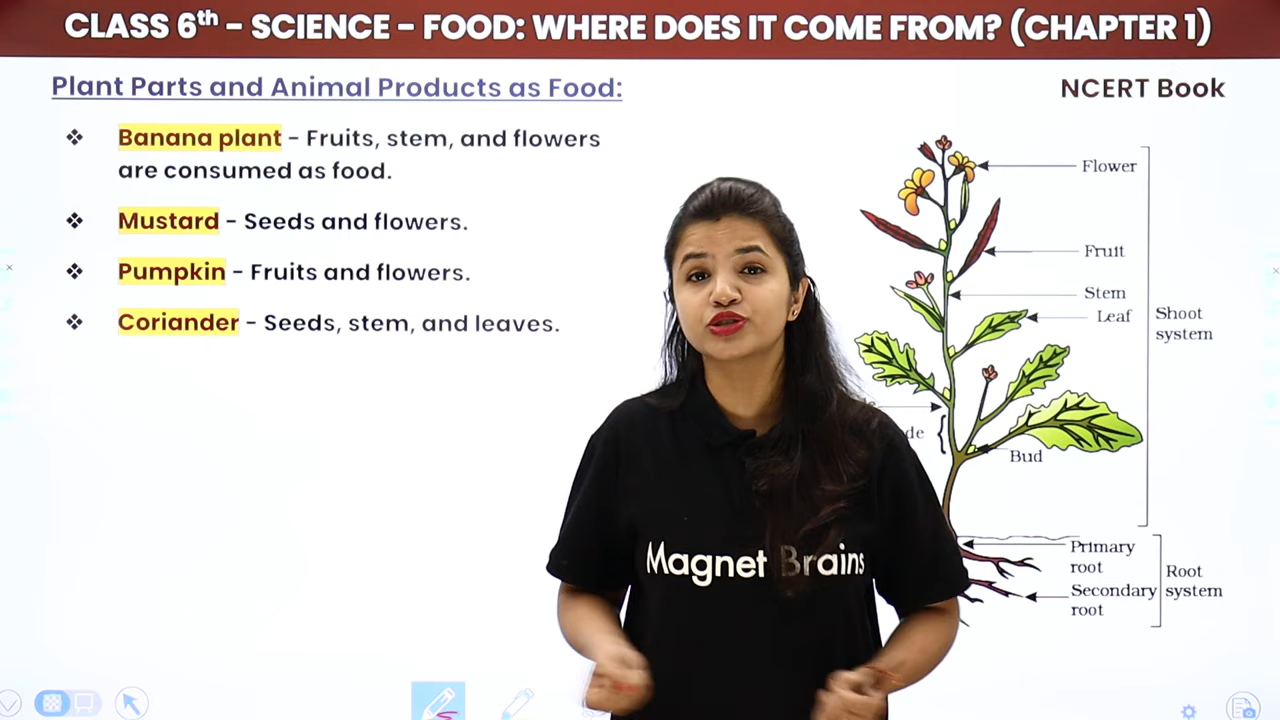 CLASS 6th – SCIENCE – FOOD: WHERE DOES IT COME FROM? (CHAPTER 1)
Plant Parts and Animal Products as Food:
NCERT Book
❖ Banana plant – Fruits, stem, and flowers
are consumed as food.
❖ Mustard – Seeds and flowers.
❖ Pumpkin – Fruits and flowers.
❖ Coriander – Seeds, stem, and leaves.
Flower
Fruit
Stem
Leaf
Shoot
system
Bud
Primary
root
Secondary
root
Root
system
Magnet Brains